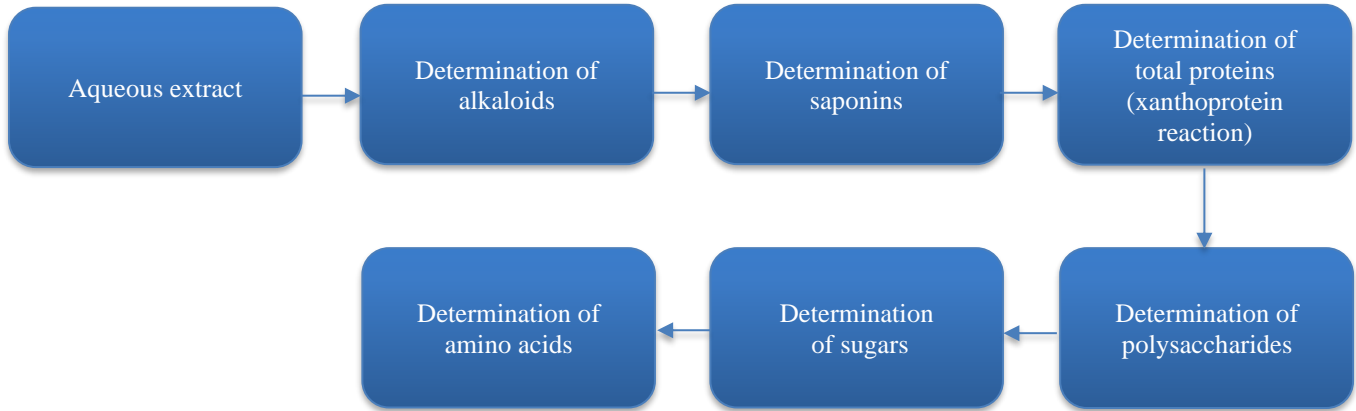 Aqueous extract
Determination of
alkaloids
Determination of
saponins
Determination of
total proteins
(xanthoprotein
reaction)
Determination of
polysaccharides
Determination
of sugars
Determination of
amino acids